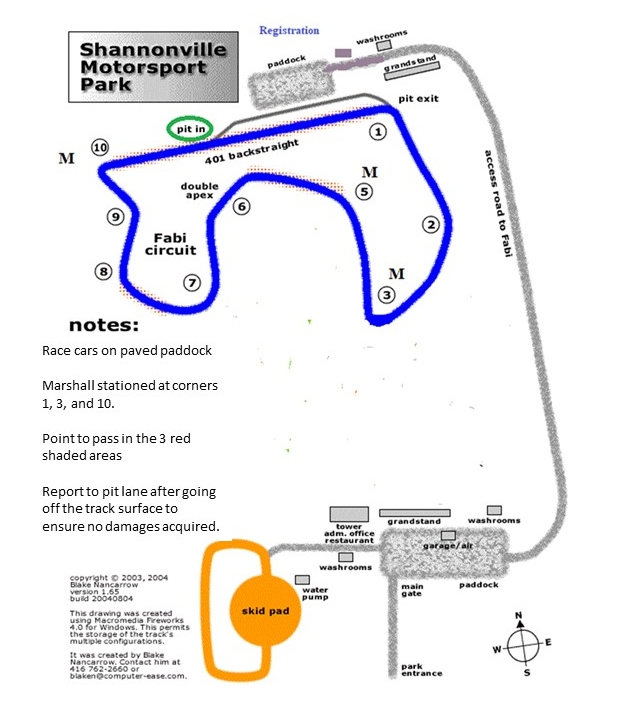 Shannonville
Motorsport
Park
Registration
washrooms
paddock
grandstand
pit exit
pit in
1
10
M
401 backstraight
M
double
apex
5
6
access road to Fabi
9
2
Fabi
circuit
8
7
M
3
notes:
Race cars on paved paddock
Marshall stationed at corners
1, 3, and 10.
Point to pass in the 3 red
shaded areas
Report to pit lane after going
off the track surface to
ensure no damages acquired.
tower
adm. office
restaurant
grandstand
washrooms
garage/air
washrooms
paddock
water
pump
main
gate
skid pad
park
entrance
N
W
E
S
copyright © 2003, 2004
Blake Nancarrow
version 1.65
build 20040804
This drawing was created
using Macromedia Fireworks
4.0 for Windows. This permits
the storage of the track's
multiple configurations.
It was created by Blake
Nancarrow. Contact him at
416 762-2660 or
blaken@computer-ease.com.